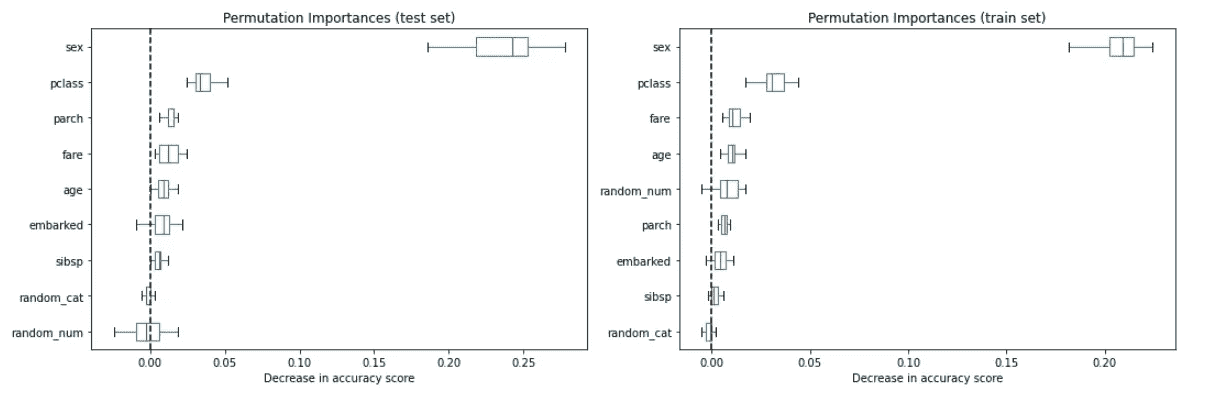 Permutation Importances (test set)
sex
pclass
parch
fare
age
embarked
sibsp
random_cat
random_num
0.00 0.05 0.10 0.15 0.20 0.25
Decrease in accuracy score
Permutation Importances (train set)
sex
pclass
fare
age
random_num
parch
embarked
sibsp
random_cat
0.00 0.05 0.10 0.15 0.20
Decrease in accuracy score